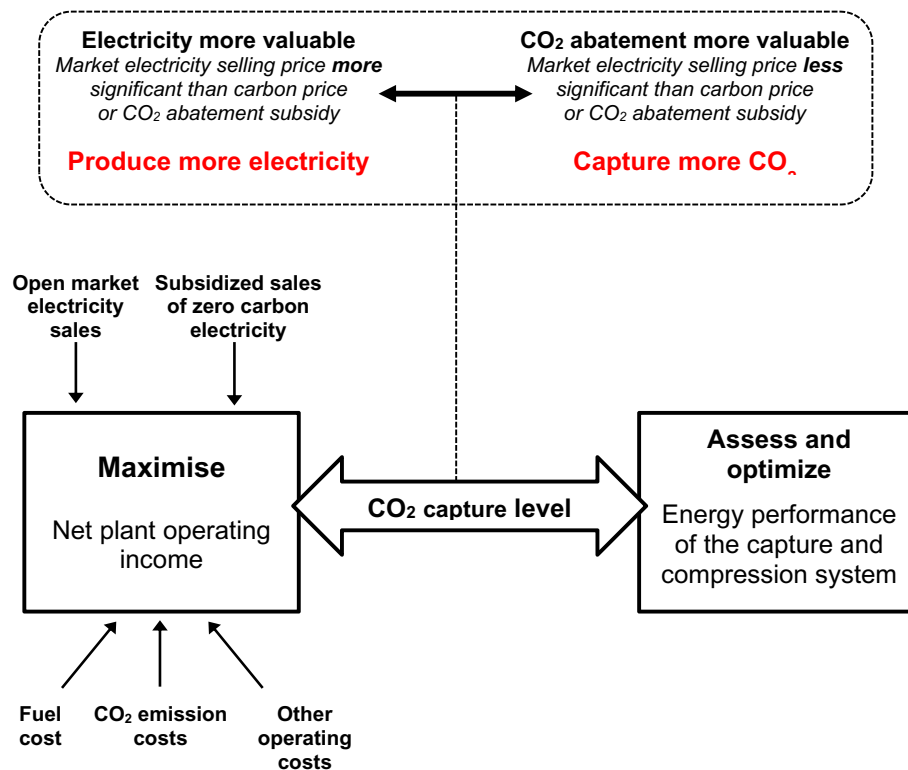 Electricity more valuable
Market electricity selling price more
significant than carbon price
or CO₂ abatement subsidy
Produce more electricity
CO₂ abatement more valuable
Market electricity selling price less
significant than carbon price
or CO₂ abatement subsidy
Capture more CO₂
Open market
electricity
sales
Subsidized sales
of zero carbon
electricity
Maximise
Net plant operating
income
CO₂ capture level
Assess and
optimize
Energy performance
of the capture and
compression system
Fuel
cost
CO₂ emission
costs
Other
operating
costs